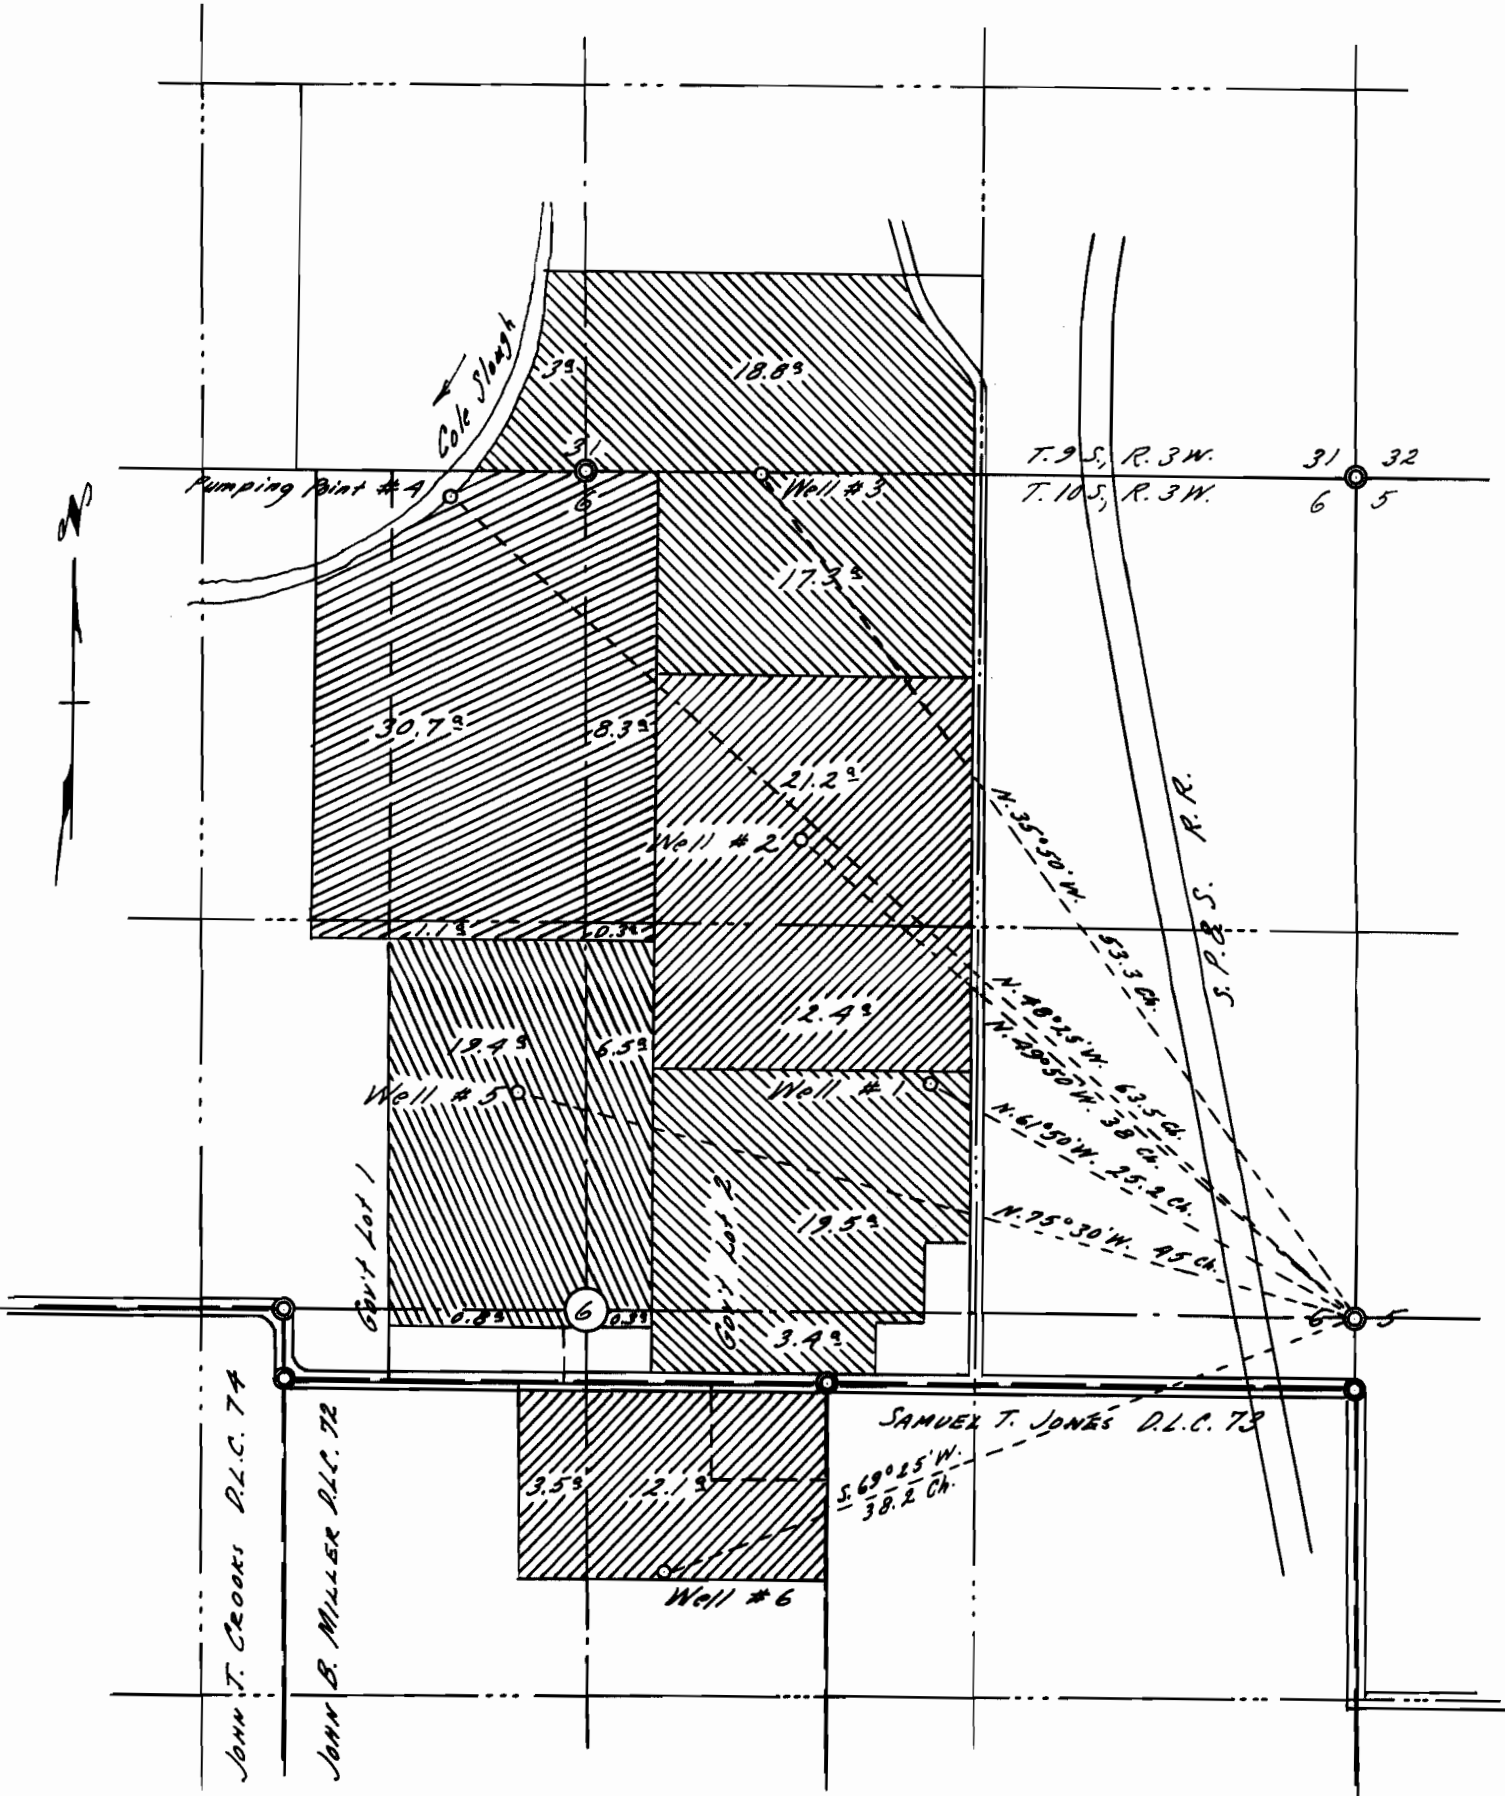 N
Cole Slough
3ª
18.8ª
31
T. 9 S., R. 3 W.
31 32
Pumping Point # 4
6
Well # 3
T. 10 S., R. 3 W.
6 5
17.3ª
30.7ª
8.3ª
21.2ª
Well # 2
N. 35° 50' W.
53.3 Ch.
S. P. & S. R. R.
1.1ª
0.3ª
12.4ª
19.4ª
6.5ª
Well # 5
Well # 1
N. 48° 25' W. 63.5 Ch.
N. 49° 50' W. 38 Ch.
N. 61° 50' W. 25.2 Ch.
N. 75° 30' W. 45 Ch.
Gov't Lot 1
Gov't Lot 2
19.5ª
0.8ª
6
0.3ª
3.4ª
6 5
SAMUEL T. JONES D.L.C. 73
3.5ª
12.1ª
S. 69° 25' W.
38.2 Ch.
Well # 6
JOHN T. CROOKS D.L.C. 74
JOHN B. MILLER D.L.C. 72